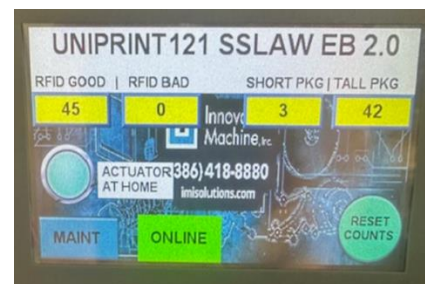 UNIPRINT121 SSLAW EB 2.0
RFID GOOD | RFID BAD
SHORT PKG | TALL PKG
45
0
3
42
Innov
Machine, Inc.
ACTUATOR
AT HOME
386) 418-8880
imisolutions.com
MAINT
ONLINE
RESET
COUNTS